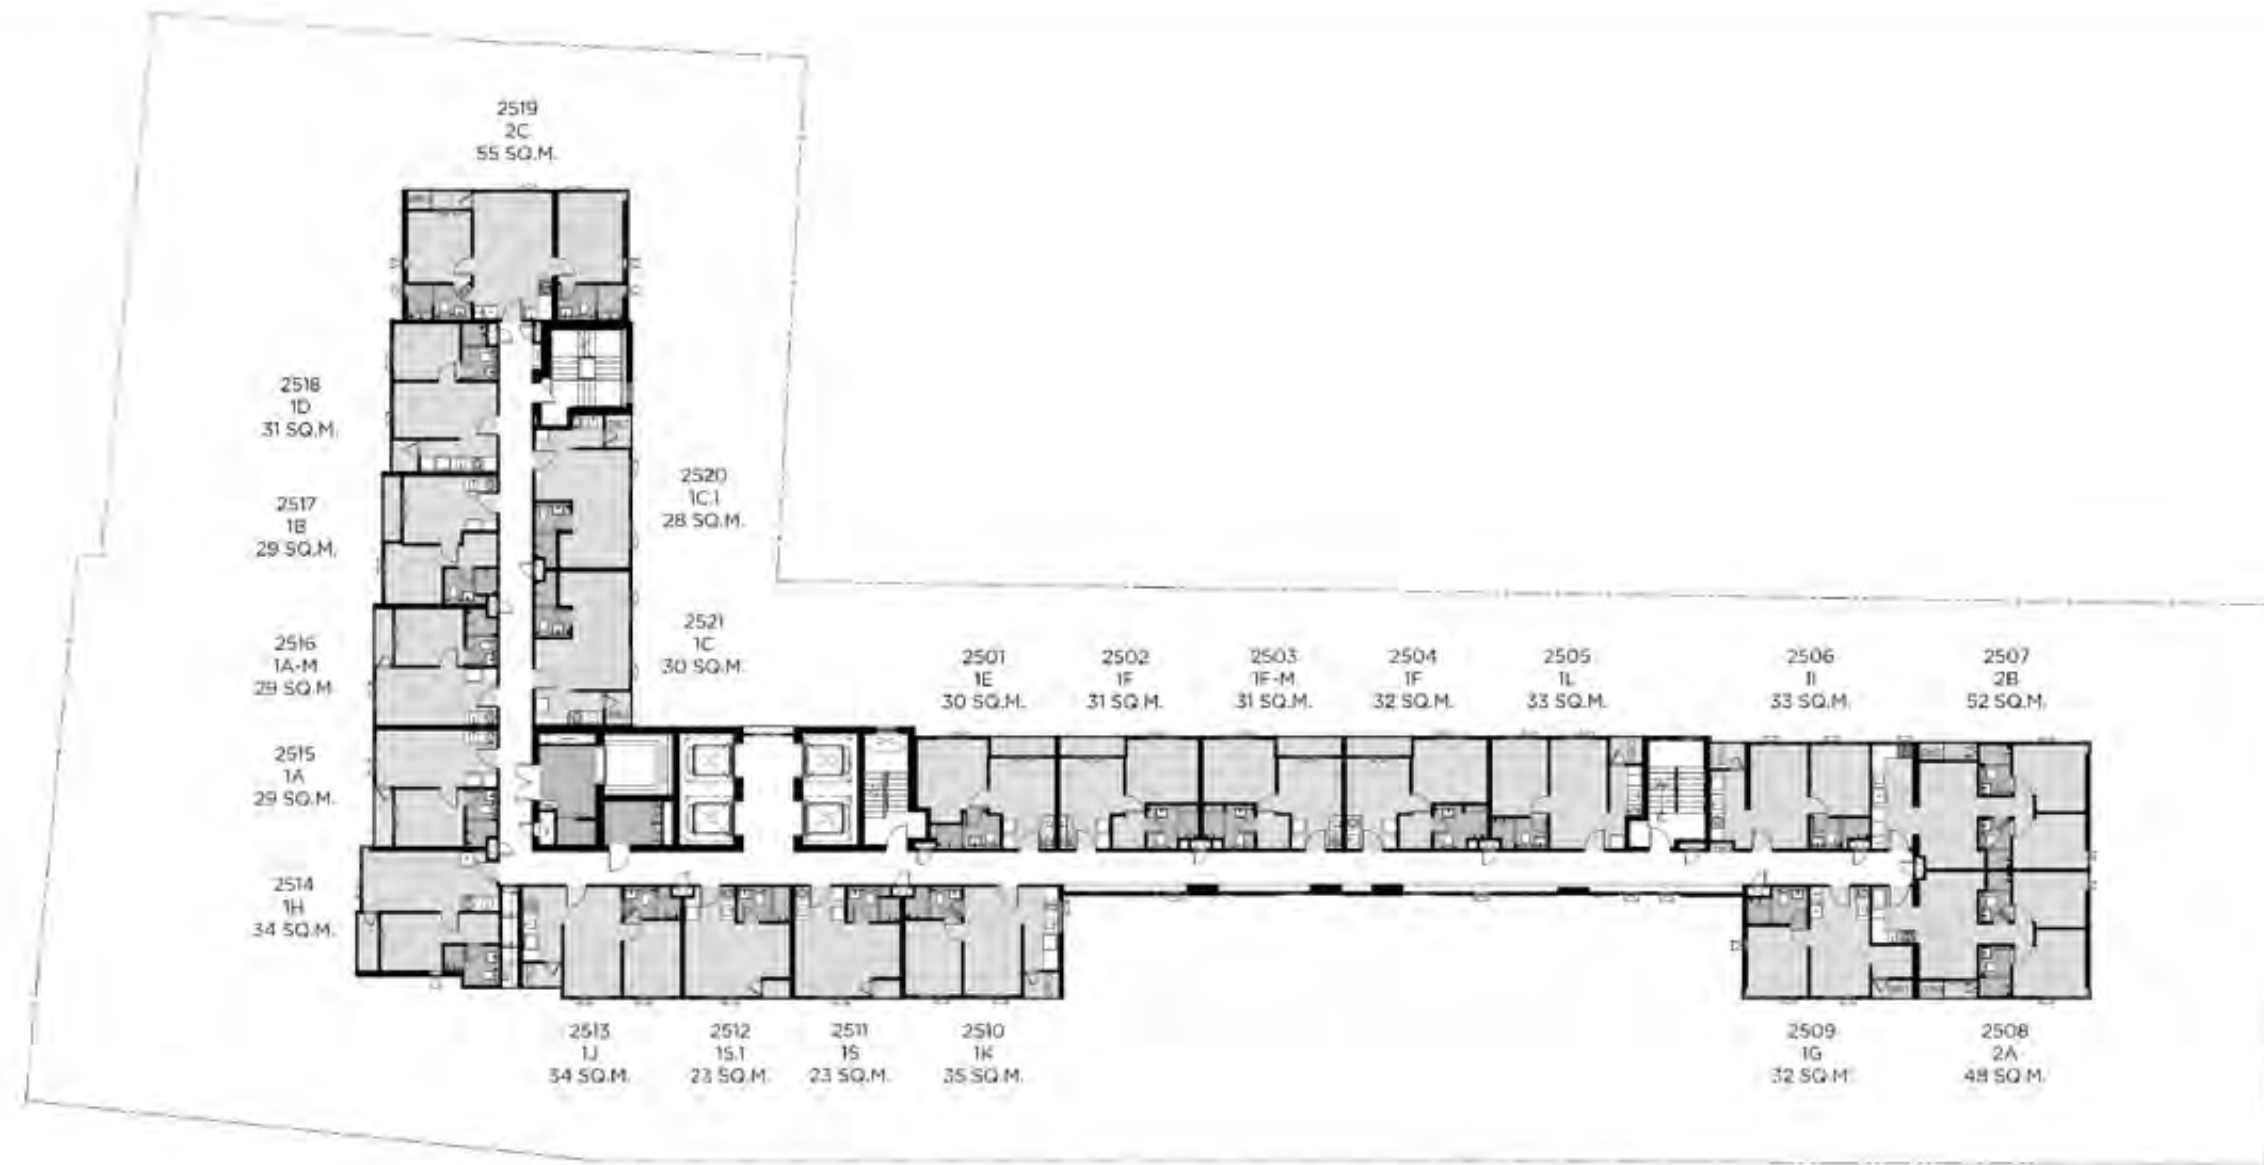 2519
2C
55 SQ.M.
2518
1D
31 SQ.M.
2517
1B
29 SQ.M.
2516
1A-M
29 SQ.M.
2515
1A
29 SQ.M.
2514
1H
34 SQ.M.
2520
1C.1
28 SQ.M.
2521
1C
30 SQ.M.
2501
1E
30 SQ.M.
2502
1F
31 SQ.M.
2503
1F-M
31 SQ.M.
2504
1F
32 SQ.M.
2505
1L
33 SQ.M.
2506
1I
33 SQ.M.
2507
2B
52 SQ.M.
2513
1J
34 SQ.M.
2512
1S.1
23 SQ.M.
2511
1S
23 SQ.M.
2510
1K
35 SQ.M.
2509
1G
32 SQ.M.
2508
2A
48 SQ.M.